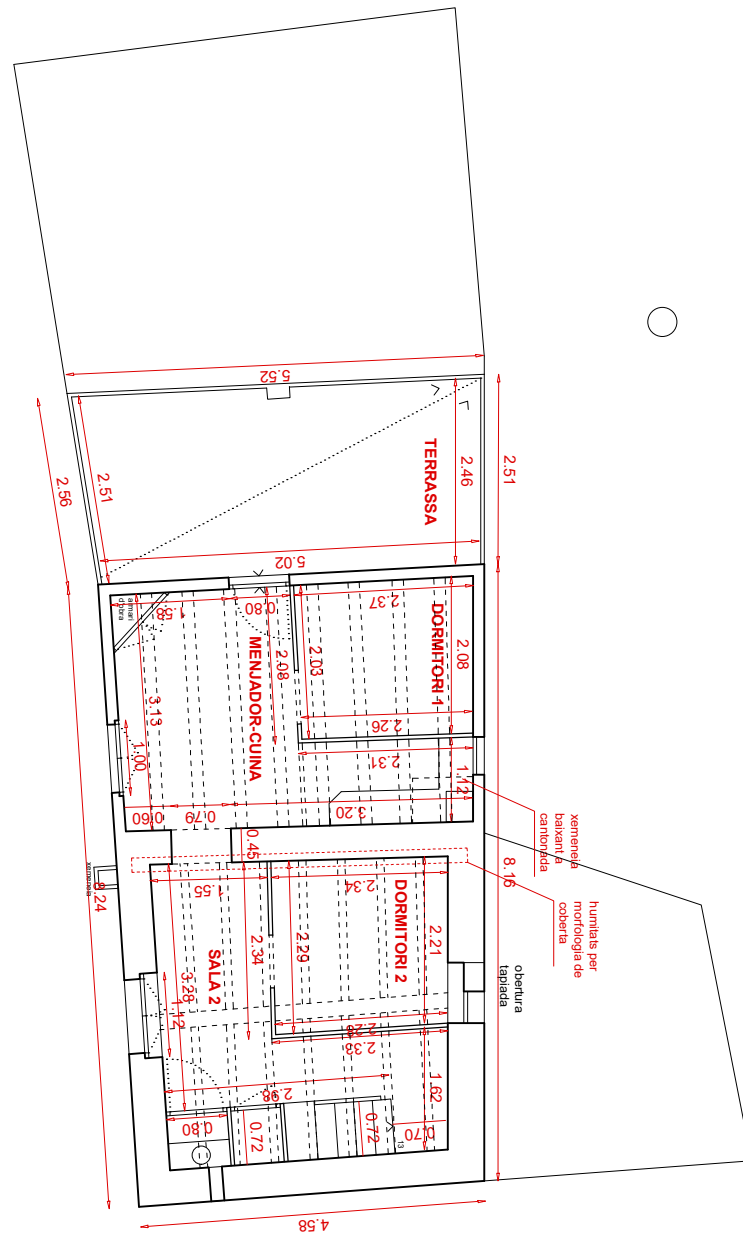 5.52
2.51
2.46
TERRASSA
2.56
2.51
5.02
armari
d'obra
1.58
0.80
2.37
DORMITORI 1
2.08
MENJADOR-CUINA
2.08
2.03
3.13
2.26
1.00
2.31
1.12
0.60
0.79
3.20
xemeneia
baixant a
cantonada
0.45
8.16
xemeneia
8.24
1.55
2.34
humitats per
morfologia de
coberta
DORMITORI 2
2.21
2.34
2.29
SALA 2
3.28
1.12
obertura
tapiada
2.28
2.33
1.62
2.98
0.80
0.72
0.72
0.70
13
4.58